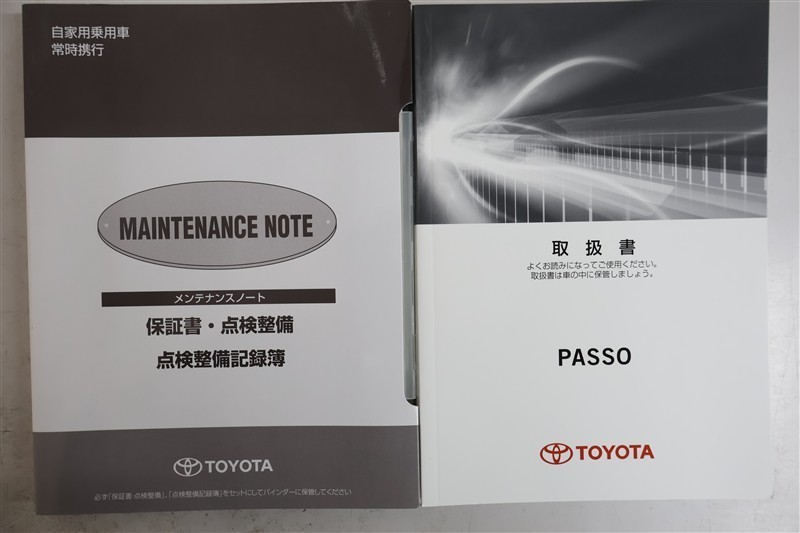 自家用乗用車
常時携行
MAINTENANCE NOTE
メンテナンスノート
保証書・点検整備
点検整備記録簿
TOYOTA
必ず「保証書・点検整備」、「点検整備記録簿」をセットにしてバインダーに保管してください
取扱書
よくお読みになってご使用ください。
取扱書は車の中に保管しましょう。
PASSO
TOYOTA